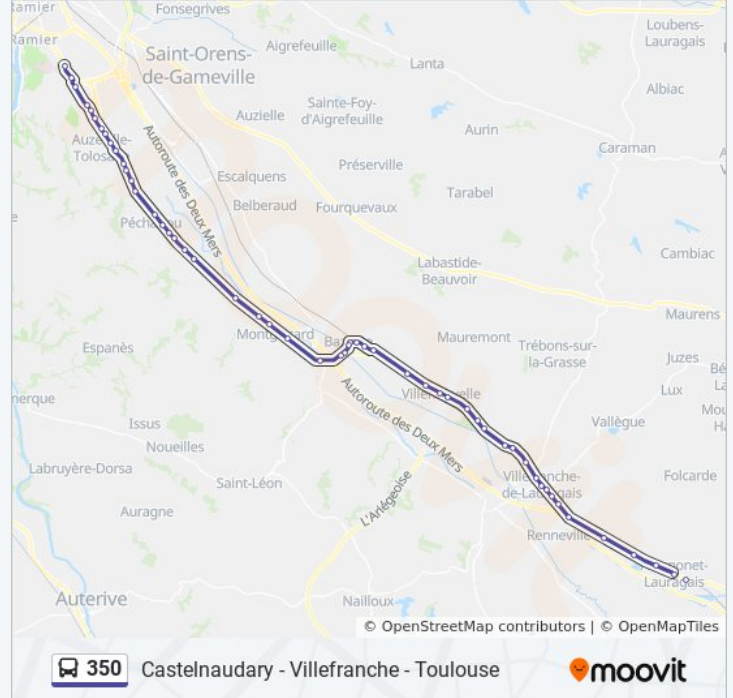 Ramier
Fonsegrives
Ramier
Loubens-
Lauragais
Saint-Orens-
de-Gameville
Aigrefeuille
Lanta
Albiac
Sainte-Foy-
d'Aigrefeuille
Auzielle
Aurin
Caraman
Préserville
Escalquens
Tarabel
Belberaud
Fourquevaux
Autoroute des Deux Mers
Cambiac
Labastide-
Beauvoir
Maurens
Mauremont
Trébons-sur-
la-Grasse
Espanès
Juzes
Lux
Vallègue
Issus
Noueilles
Autoroute des Deux Mers
Labruyère-Dorsa
Saint-Léon
Folcarde
L'Ariégeoise
Auragne
Renneville
Lauragais
Auterive
Nailloux
© OpenStreetMap contributors | © OpenMapTiles
350 Castelnaudary - Villefranche - Toulouse
moovit